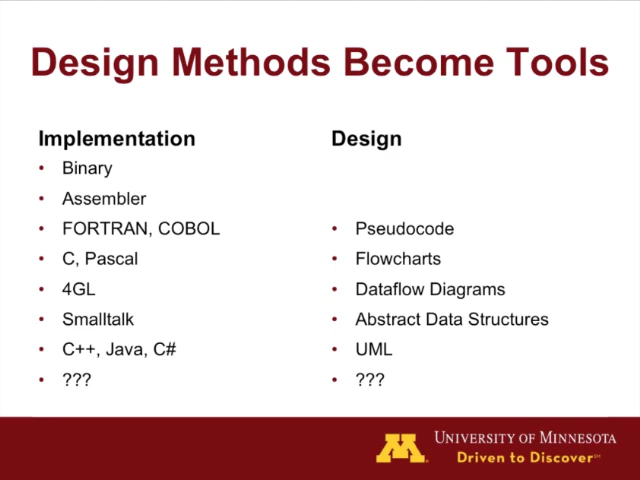 Design Methods Become Tools
Implementation
• Binary
• Assembler
• FORTRAN, COBOL
• C, Pascal
• 4GL
• Smalltalk
• C++, Java, C#
• ???
Design
• Pseudocode
• Flowcharts
• Dataflow Diagrams
• Abstract Data Structures
• UML
• ???
M
UNIVERSITY OF MINNESOTA
Driven to Discover℠